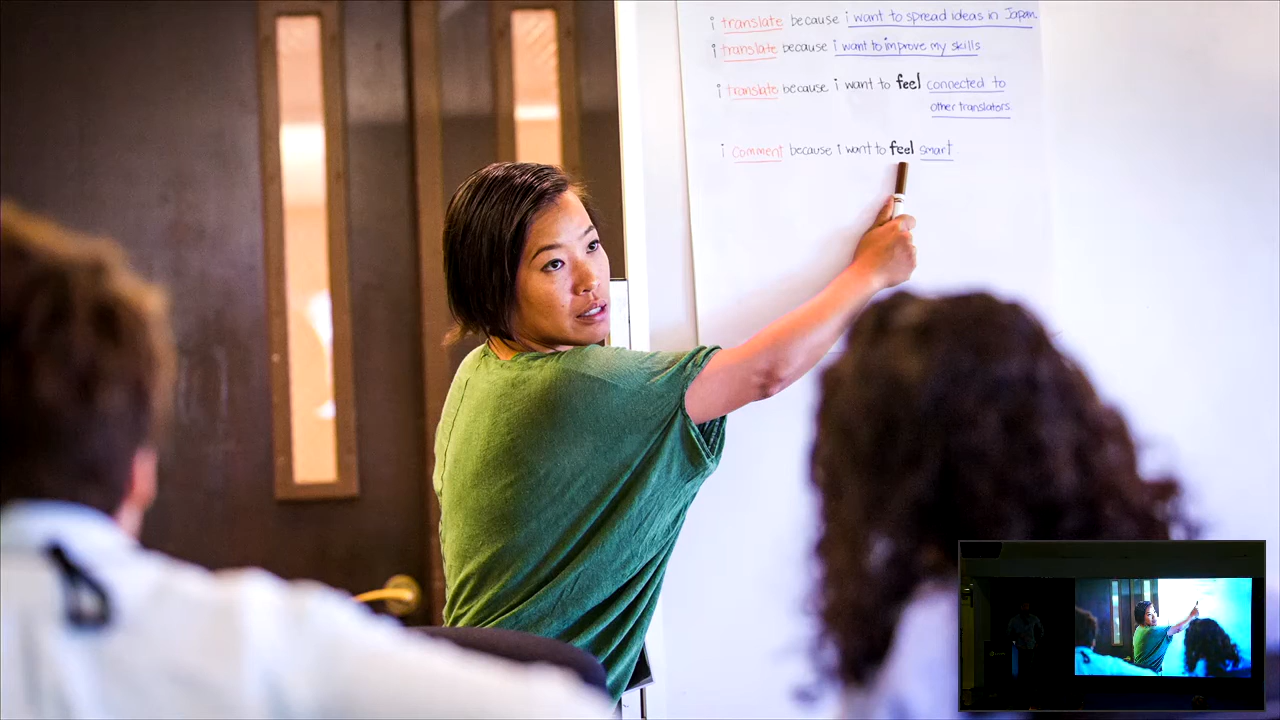 i translate because i want to spread ideas in Japan.
i translate because i want to improve my skills
i translate because i want to feel connected to
other translators
i comment because i want to feel smart